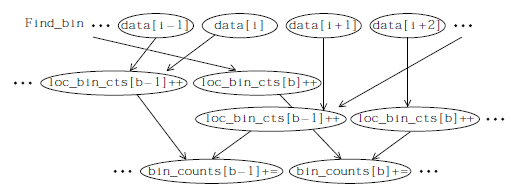 Find_bin ••• data[i−1] data[i] data[i+1] data[i+2] •••
••• loc_bin_cts[b−1]++ loc_bin_cts[b]++
loc_bin_cts[b−1]++ loc_bin_cts[b]++ •••
••• bin_counts[b−1]+= bin_counts[b]+= •••